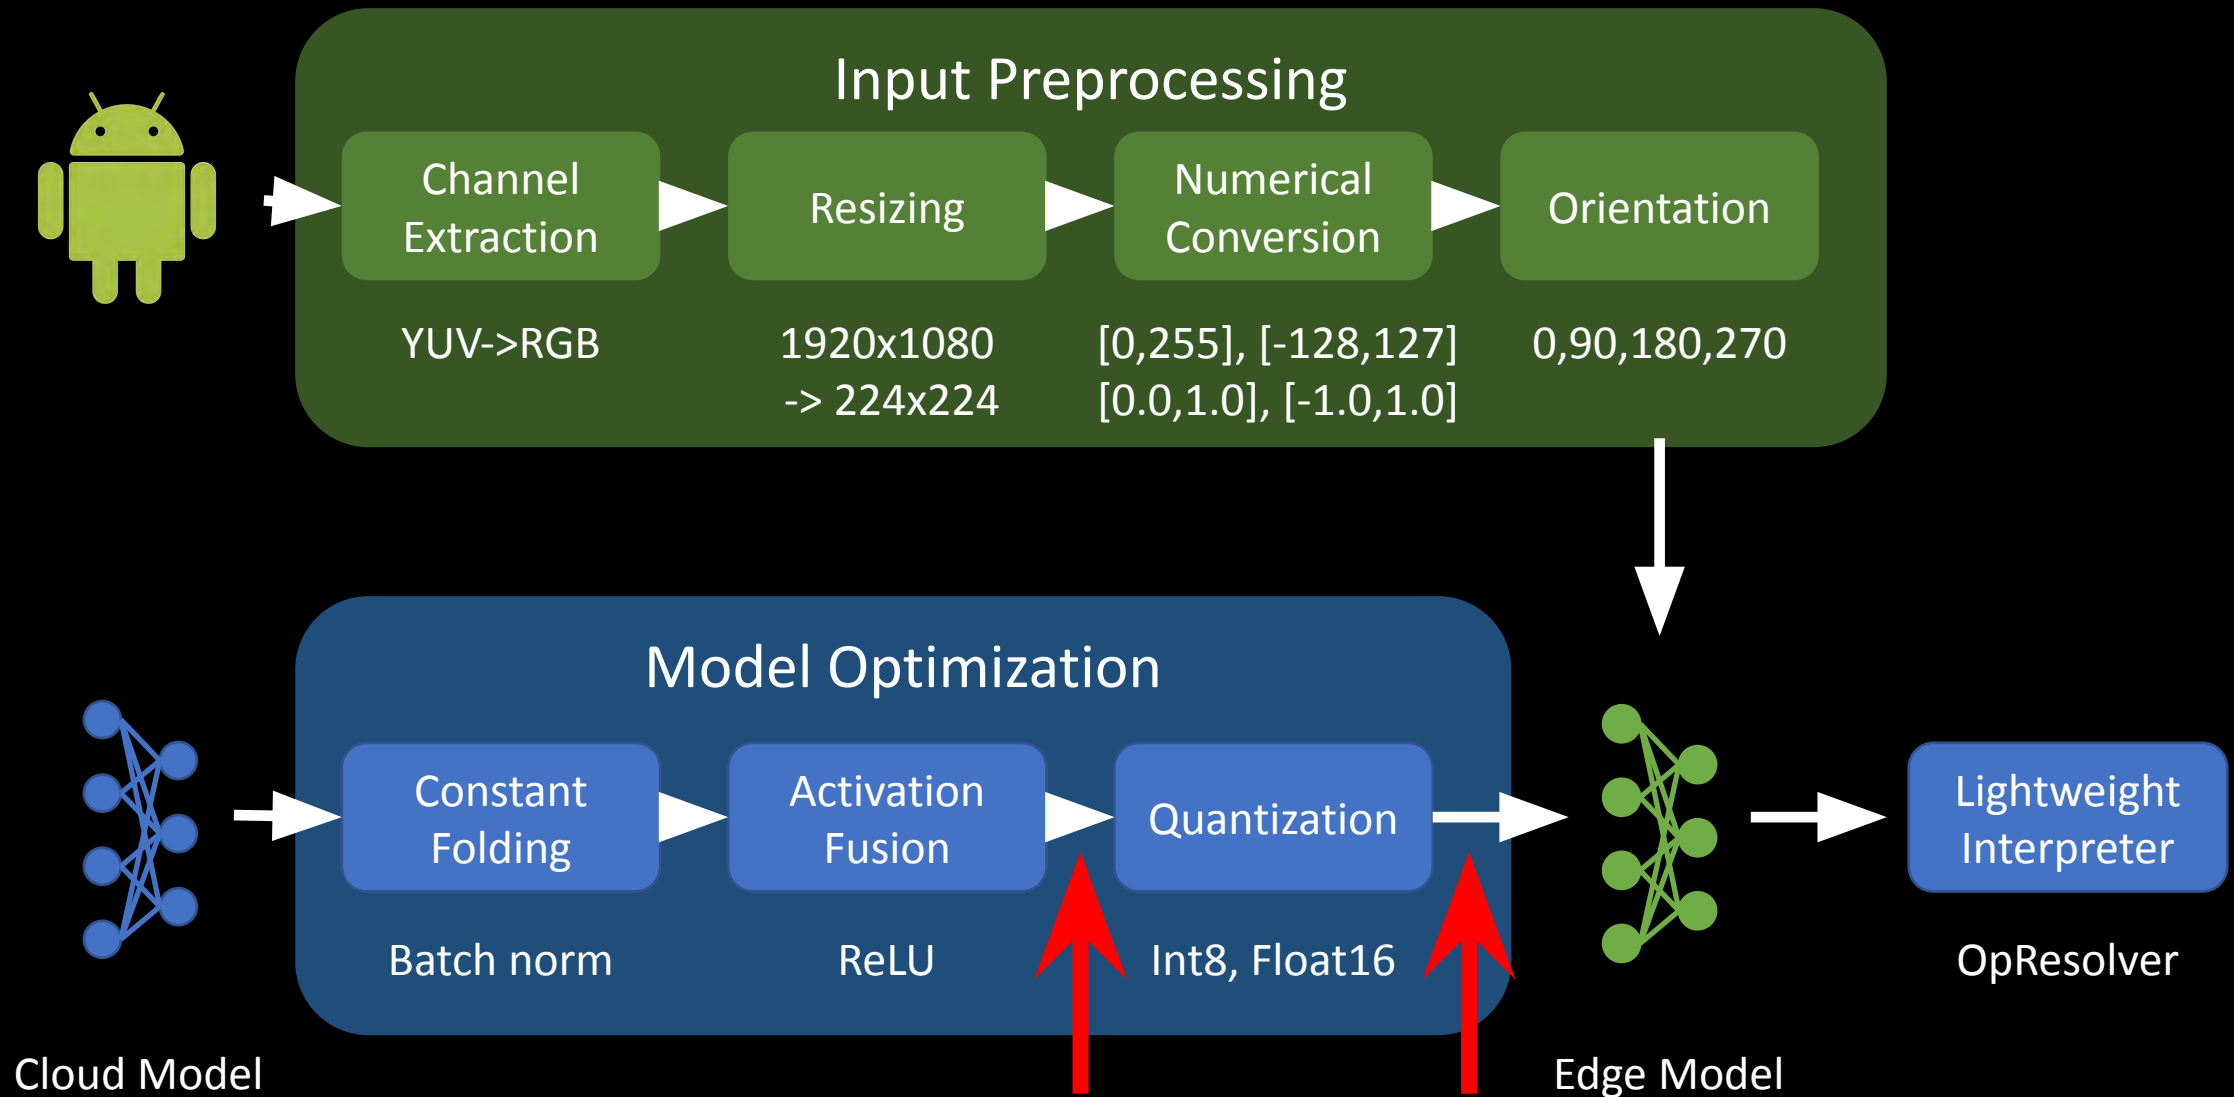 Input Preprocessing
Channel
Extraction
Resizing
Numerical
Conversion
Orientation
YUV->RGB
1920x1080
-> 224x224
[0,255], [-128,127]
[0.0,1.0], [-1.0,1.0]
0,90,180,270
Model Optimization
Constant
Folding
Activation
Fusion
Quantization
Lightweight
Interpreter
Batch norm
ReLU
Int8, Float16
OpResolver
Cloud Model
Edge Model